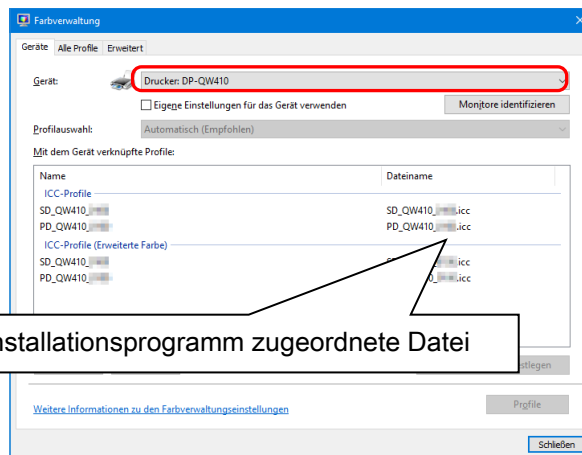 Farbverwaltung
Geräte Alle Profile Erweitert
Gerät: Drucker: DP-QW410
Eigene Einstellungen für das Gerät verwenden Monitore identifizieren
Profilauswahl: Automatisch (Empfohlen)
Mit dem Gerät verknüpfte Profile:
Name Dateiname
ICC-Profile
SD_QW410_ SD_QW410_ .icc
PD_QW410_ PD_QW410_ .icc
ICC-Profile (Erweiterte Farbe)
SD_QW410_ .icc
PD_QW410_ .icc
nstallationsprogramm zugeordnete Datei
Weitere Informationen zu den Farbverwaltungseinstellungen Profile
Schließen